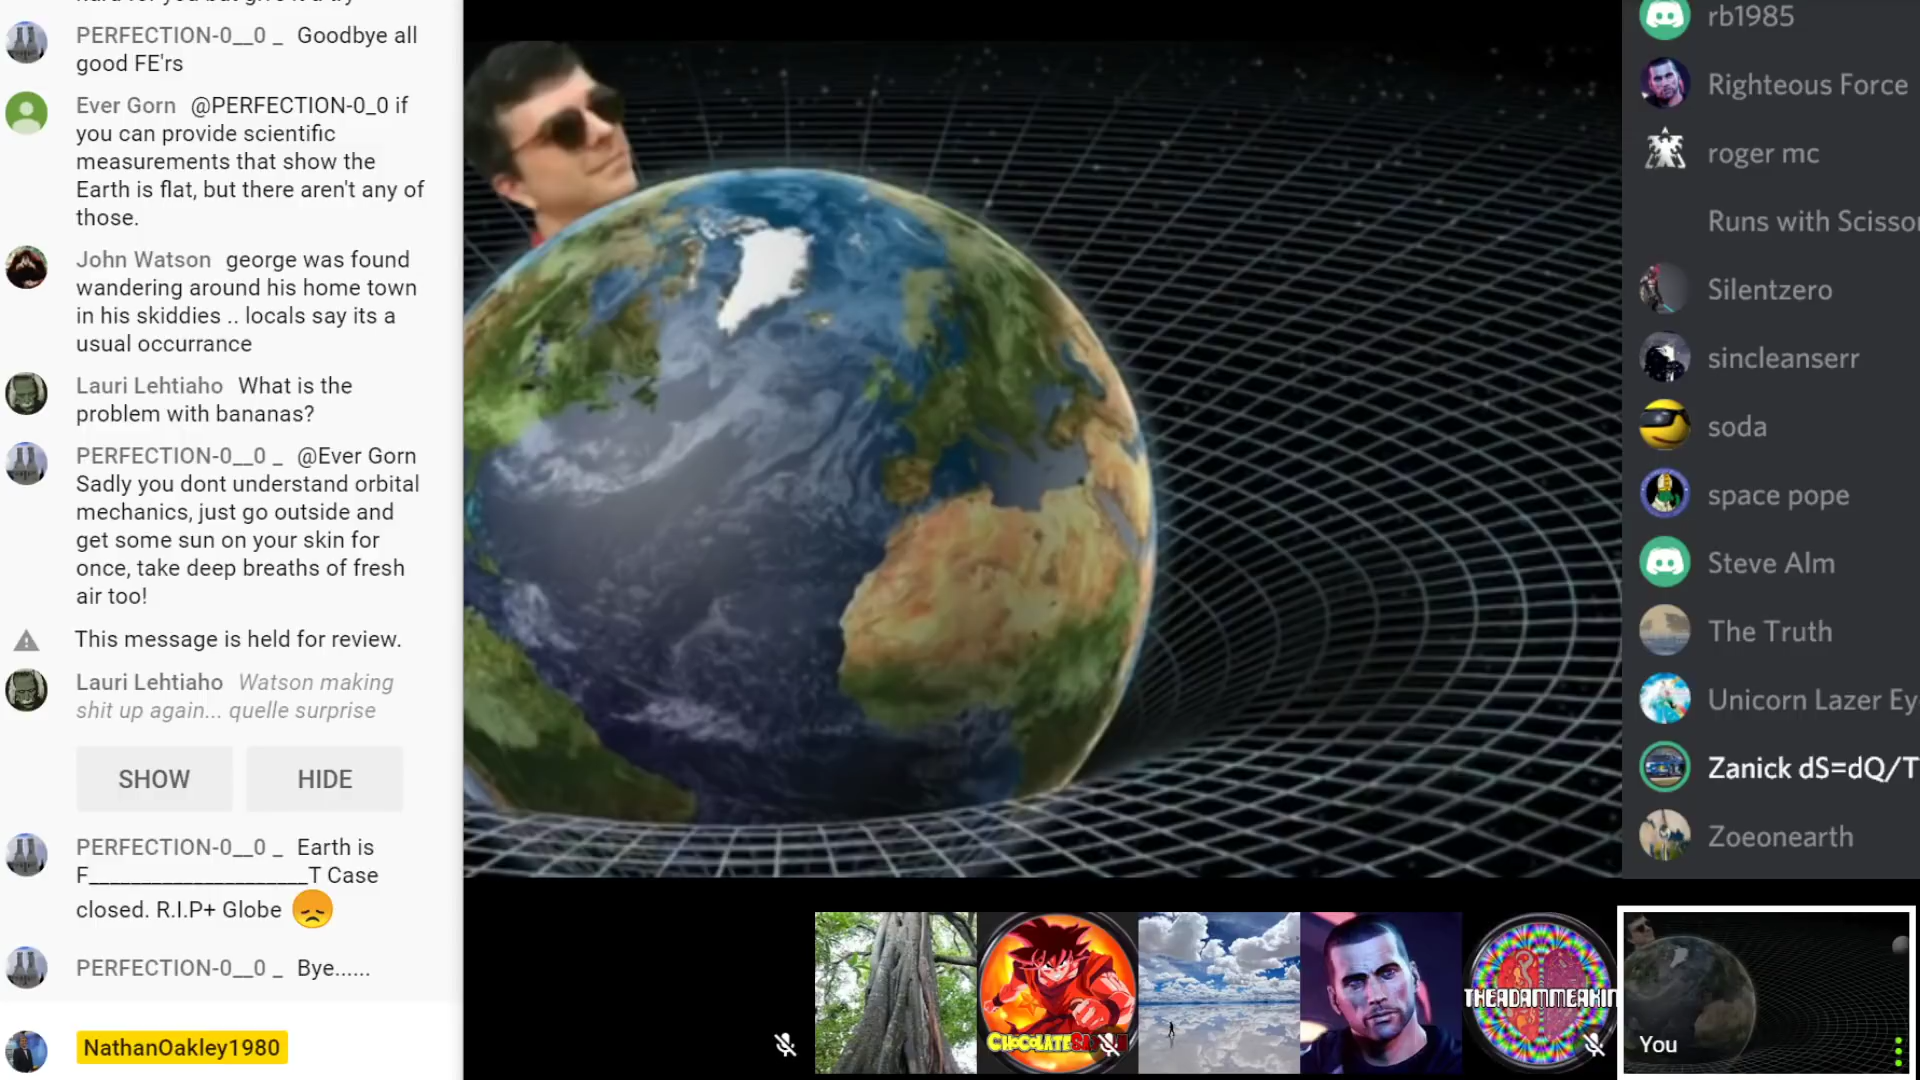 PERFECTION-0__0 _ Goodbye all
good FE'rs
Ever Gorn @PERFECTION-0_0 if
you can provide scientific
measurements that show the
Earth is flat, but there aren't any of
those.
John Watson george was found
wandering around his home town
in his skiddies .. locals say its a
usual occurrance
Lauri Lehtiaho What is the
problem with bananas?
PERFECTION-0__0 _ @Ever Gorn
Sadly you dont understand orbital
mechanics, just go outside and
get some sun on your skin for
once, take deep breaths of fresh
air too!
This message is held for review.
Lauri Lehtiaho Watson making
shit up again... quelle surprise
SHOW HIDE
PERFECTION-0__0 _ Earth is
F____________________T Case
closed. R.I.P+ Globe
PERFECTION-0__0 _ Bye......
NathanOakley1980
rb1985
Righteous Force
roger mc
Runs with Scissor
Silentzero
sincleanserr
soda
space pope
Steve Alm
The Truth
Unicorn Lazer Ey
Zanick dS=dQ/T
Zoeonearth
THEADAMMEAKIN
You